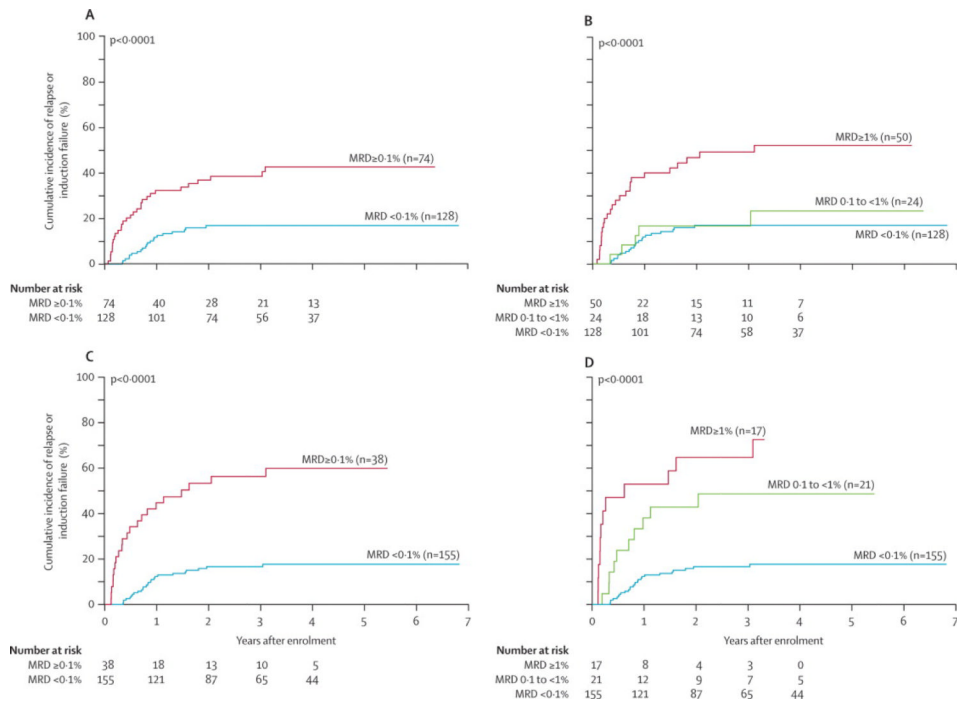 A
p<0·0001
Cumulative incidence of relapse or
induction failure (%)
100
80
60
40
20
0
MRD≥0·1% (n=74)
MRD <0·1% (n=128)
Number at risk
MRD ≥0·1% 74 40 28 21 13
MRD <0·1% 128 101 74 56 37
B
p<0·0001
MRD≥1% (n=50)
MRD 0·1 to <1% (n=24)
MRD <0·1% (n=128)
Number at risk
MRD ≥1% 50 22 15 11 7
MRD 0·1 to <1% 24 18 13 10 6
MRD <0·1% 128 101 74 58 37
C
p<0·0001
Cumulative incidence of relapse or
induction failure (%)
100
80
60
40
20
0
MRD≥0·1% (n=38)
MRD <0·1% (n=155)
0 1 2 3 4 5 6 7
Years after enrolment
Number at risk
MRD ≥0·1% 38 18 13 10 5
MRD <0·1% 155 121 87 65 44
D
p<0·0001
MRD≥1% (n=17)
MRD 0·1 to <1% (n=21)
MRD <0·1% (n=155)
0 1 2 3 4 5 6 7
Years after enrolment
Number at risk
MRD ≥1% 17 8 4 3 0
MRD 0·1 to <1% 21 12 9 7 5
MRD <0·1% 155 121 87 65 44